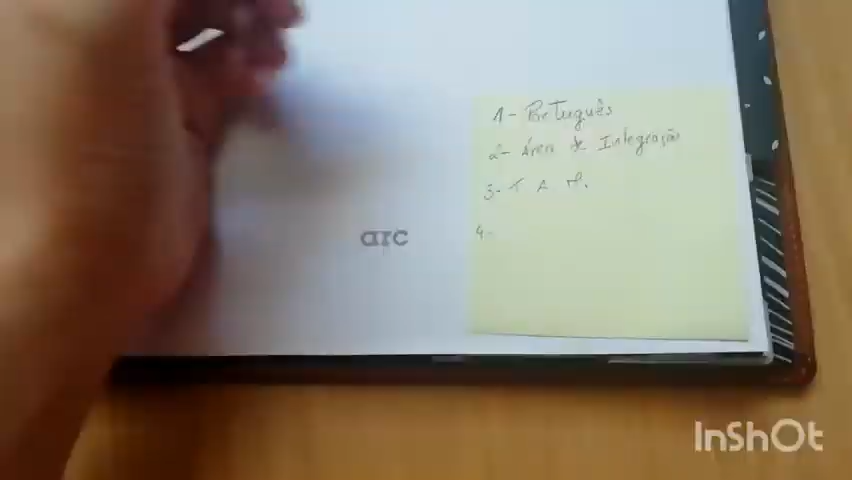 1- Português
2- Área de Integração
3- T A P.
4-
arc
InShOt